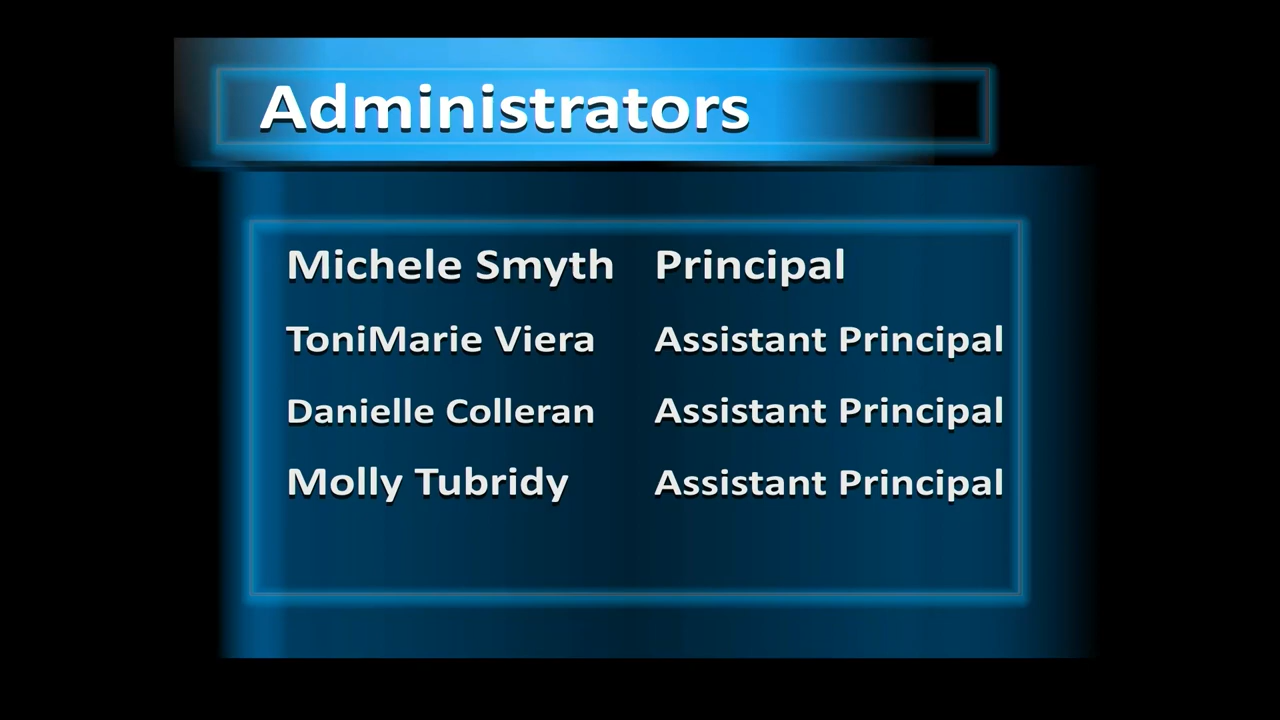 Administrators
Michele Smyth Principal
ToniMarie Viera Assistant Principal
Danielle Colleran Assistant Principal
Molly Tubridy Assistant Principal